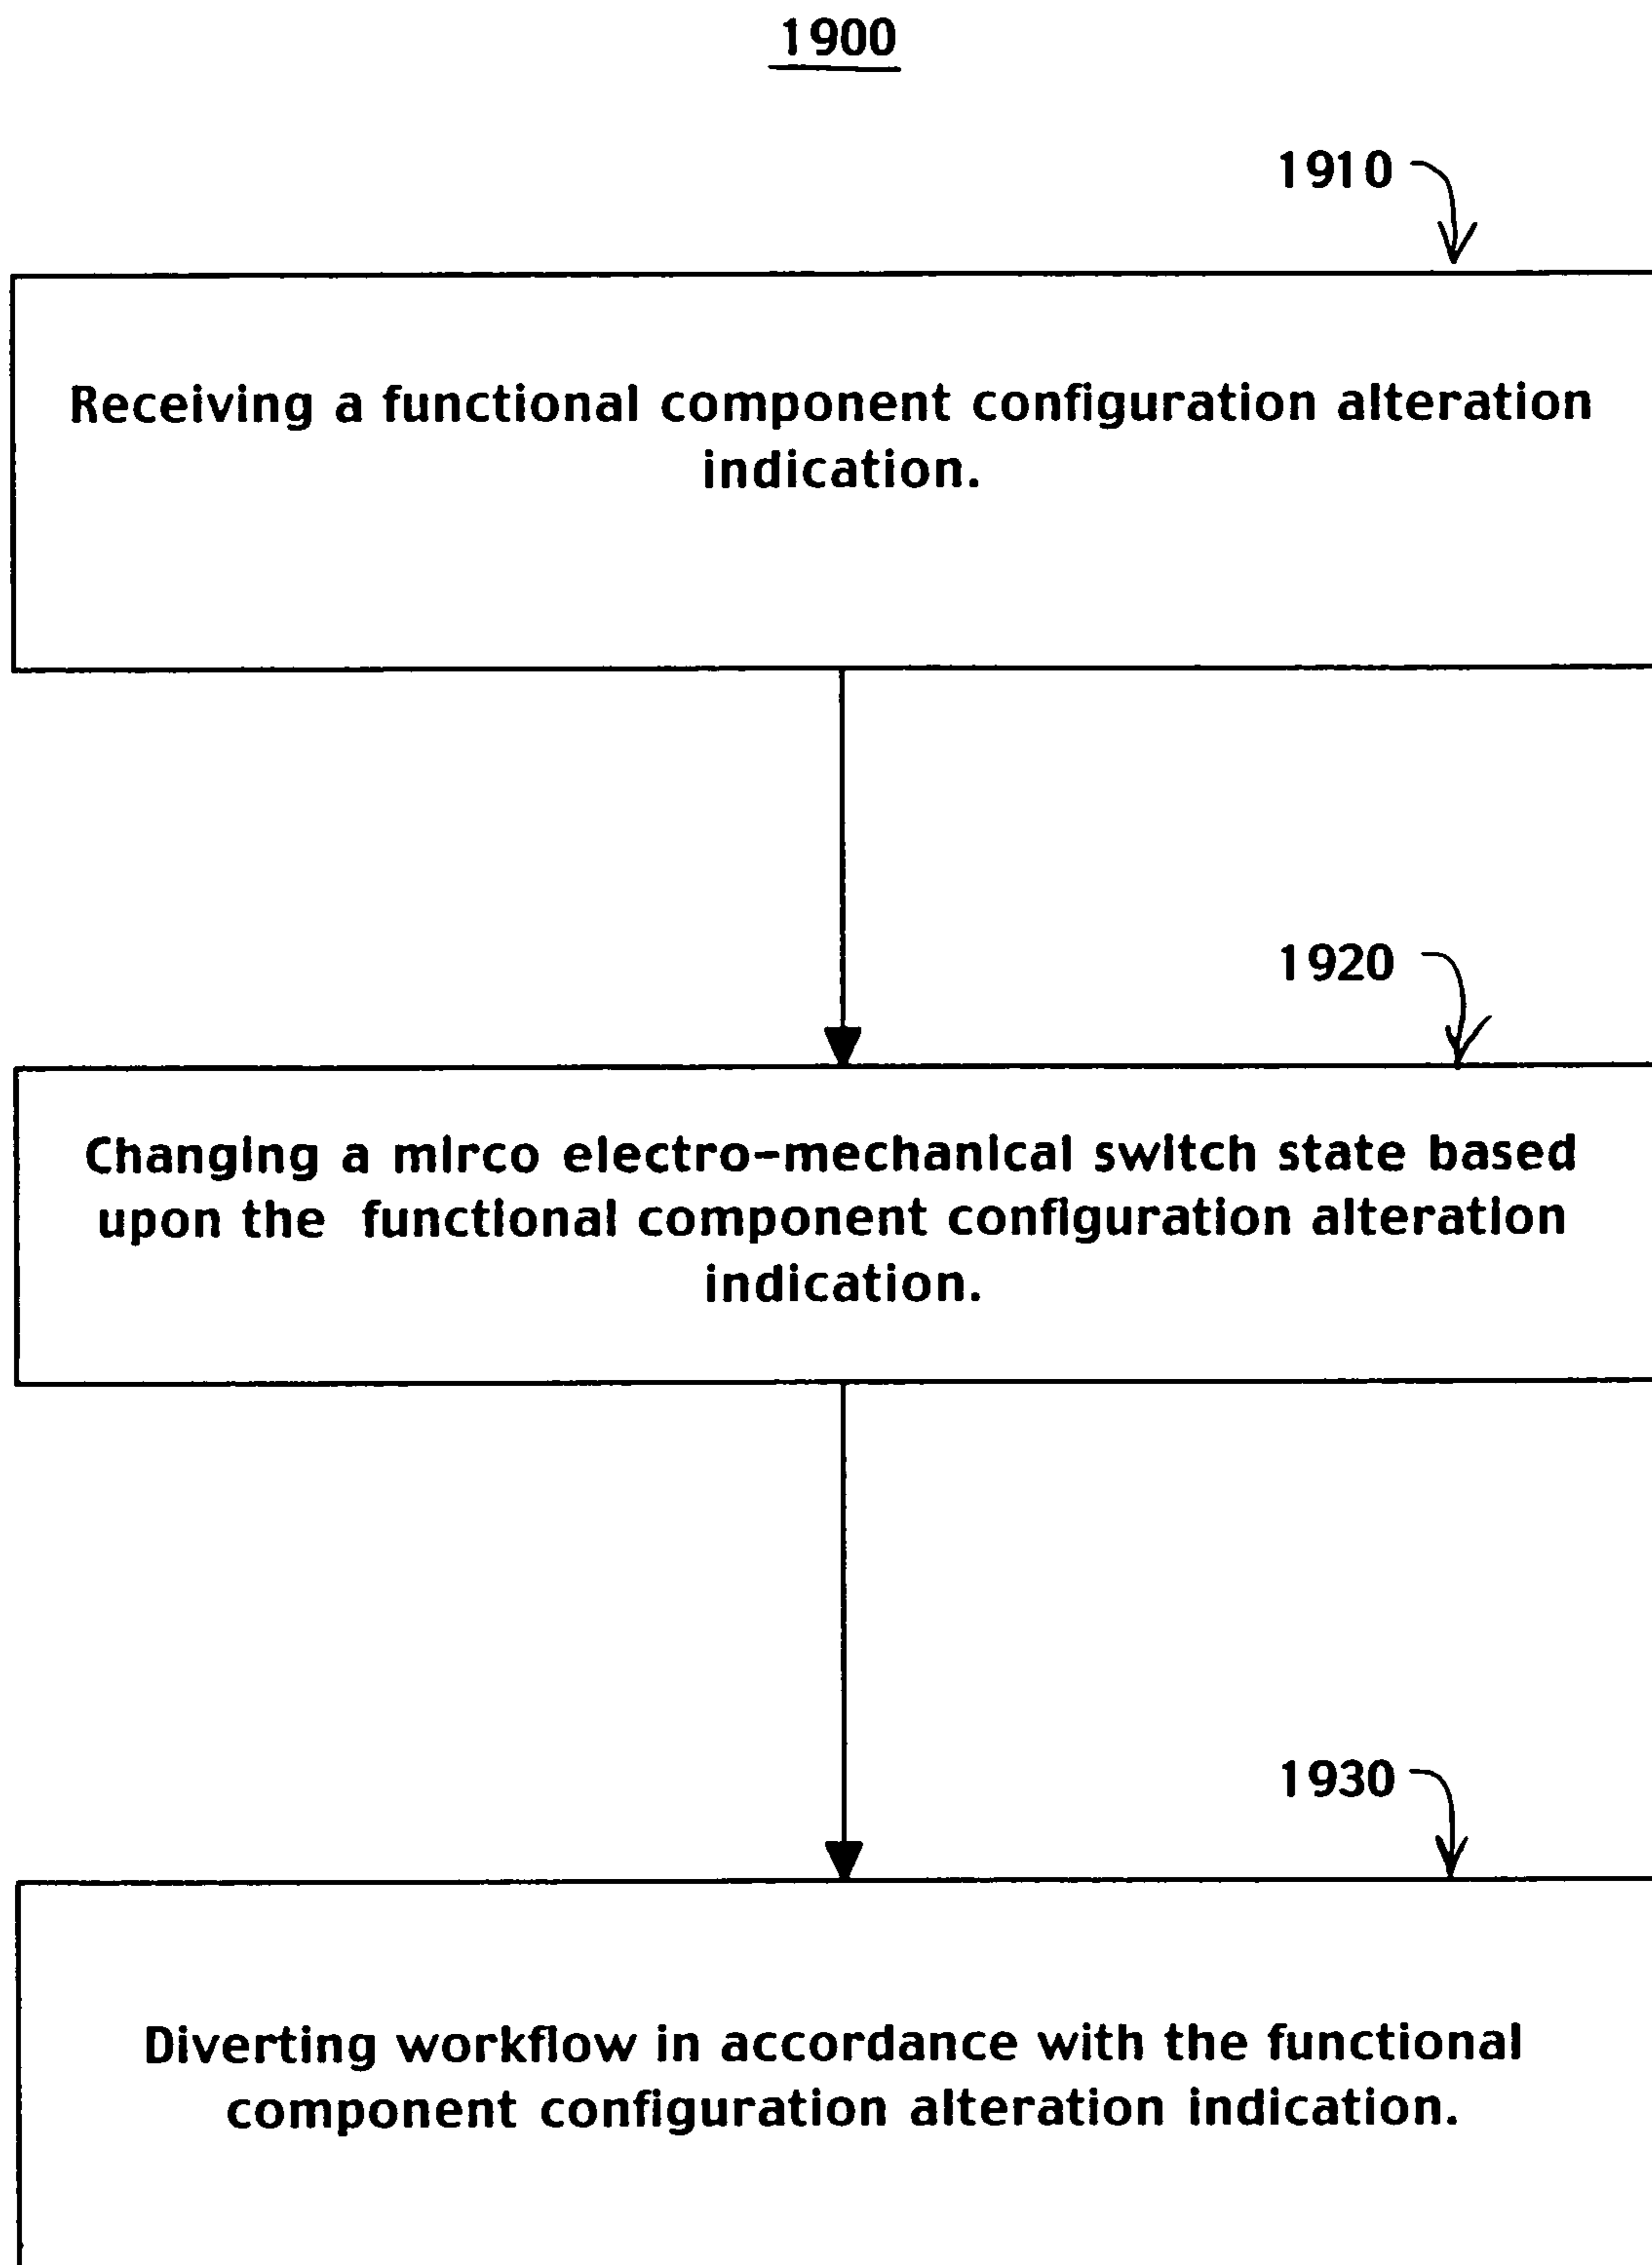 1900
1910
Receiving a functional component configuration alteration
indication.
1920
Changing a mirco electro-mechanical switch state based
upon the functional component configuration alteration
indication.
1930
Diverting workflow in accordance with the functional
component configuration alteration indication.